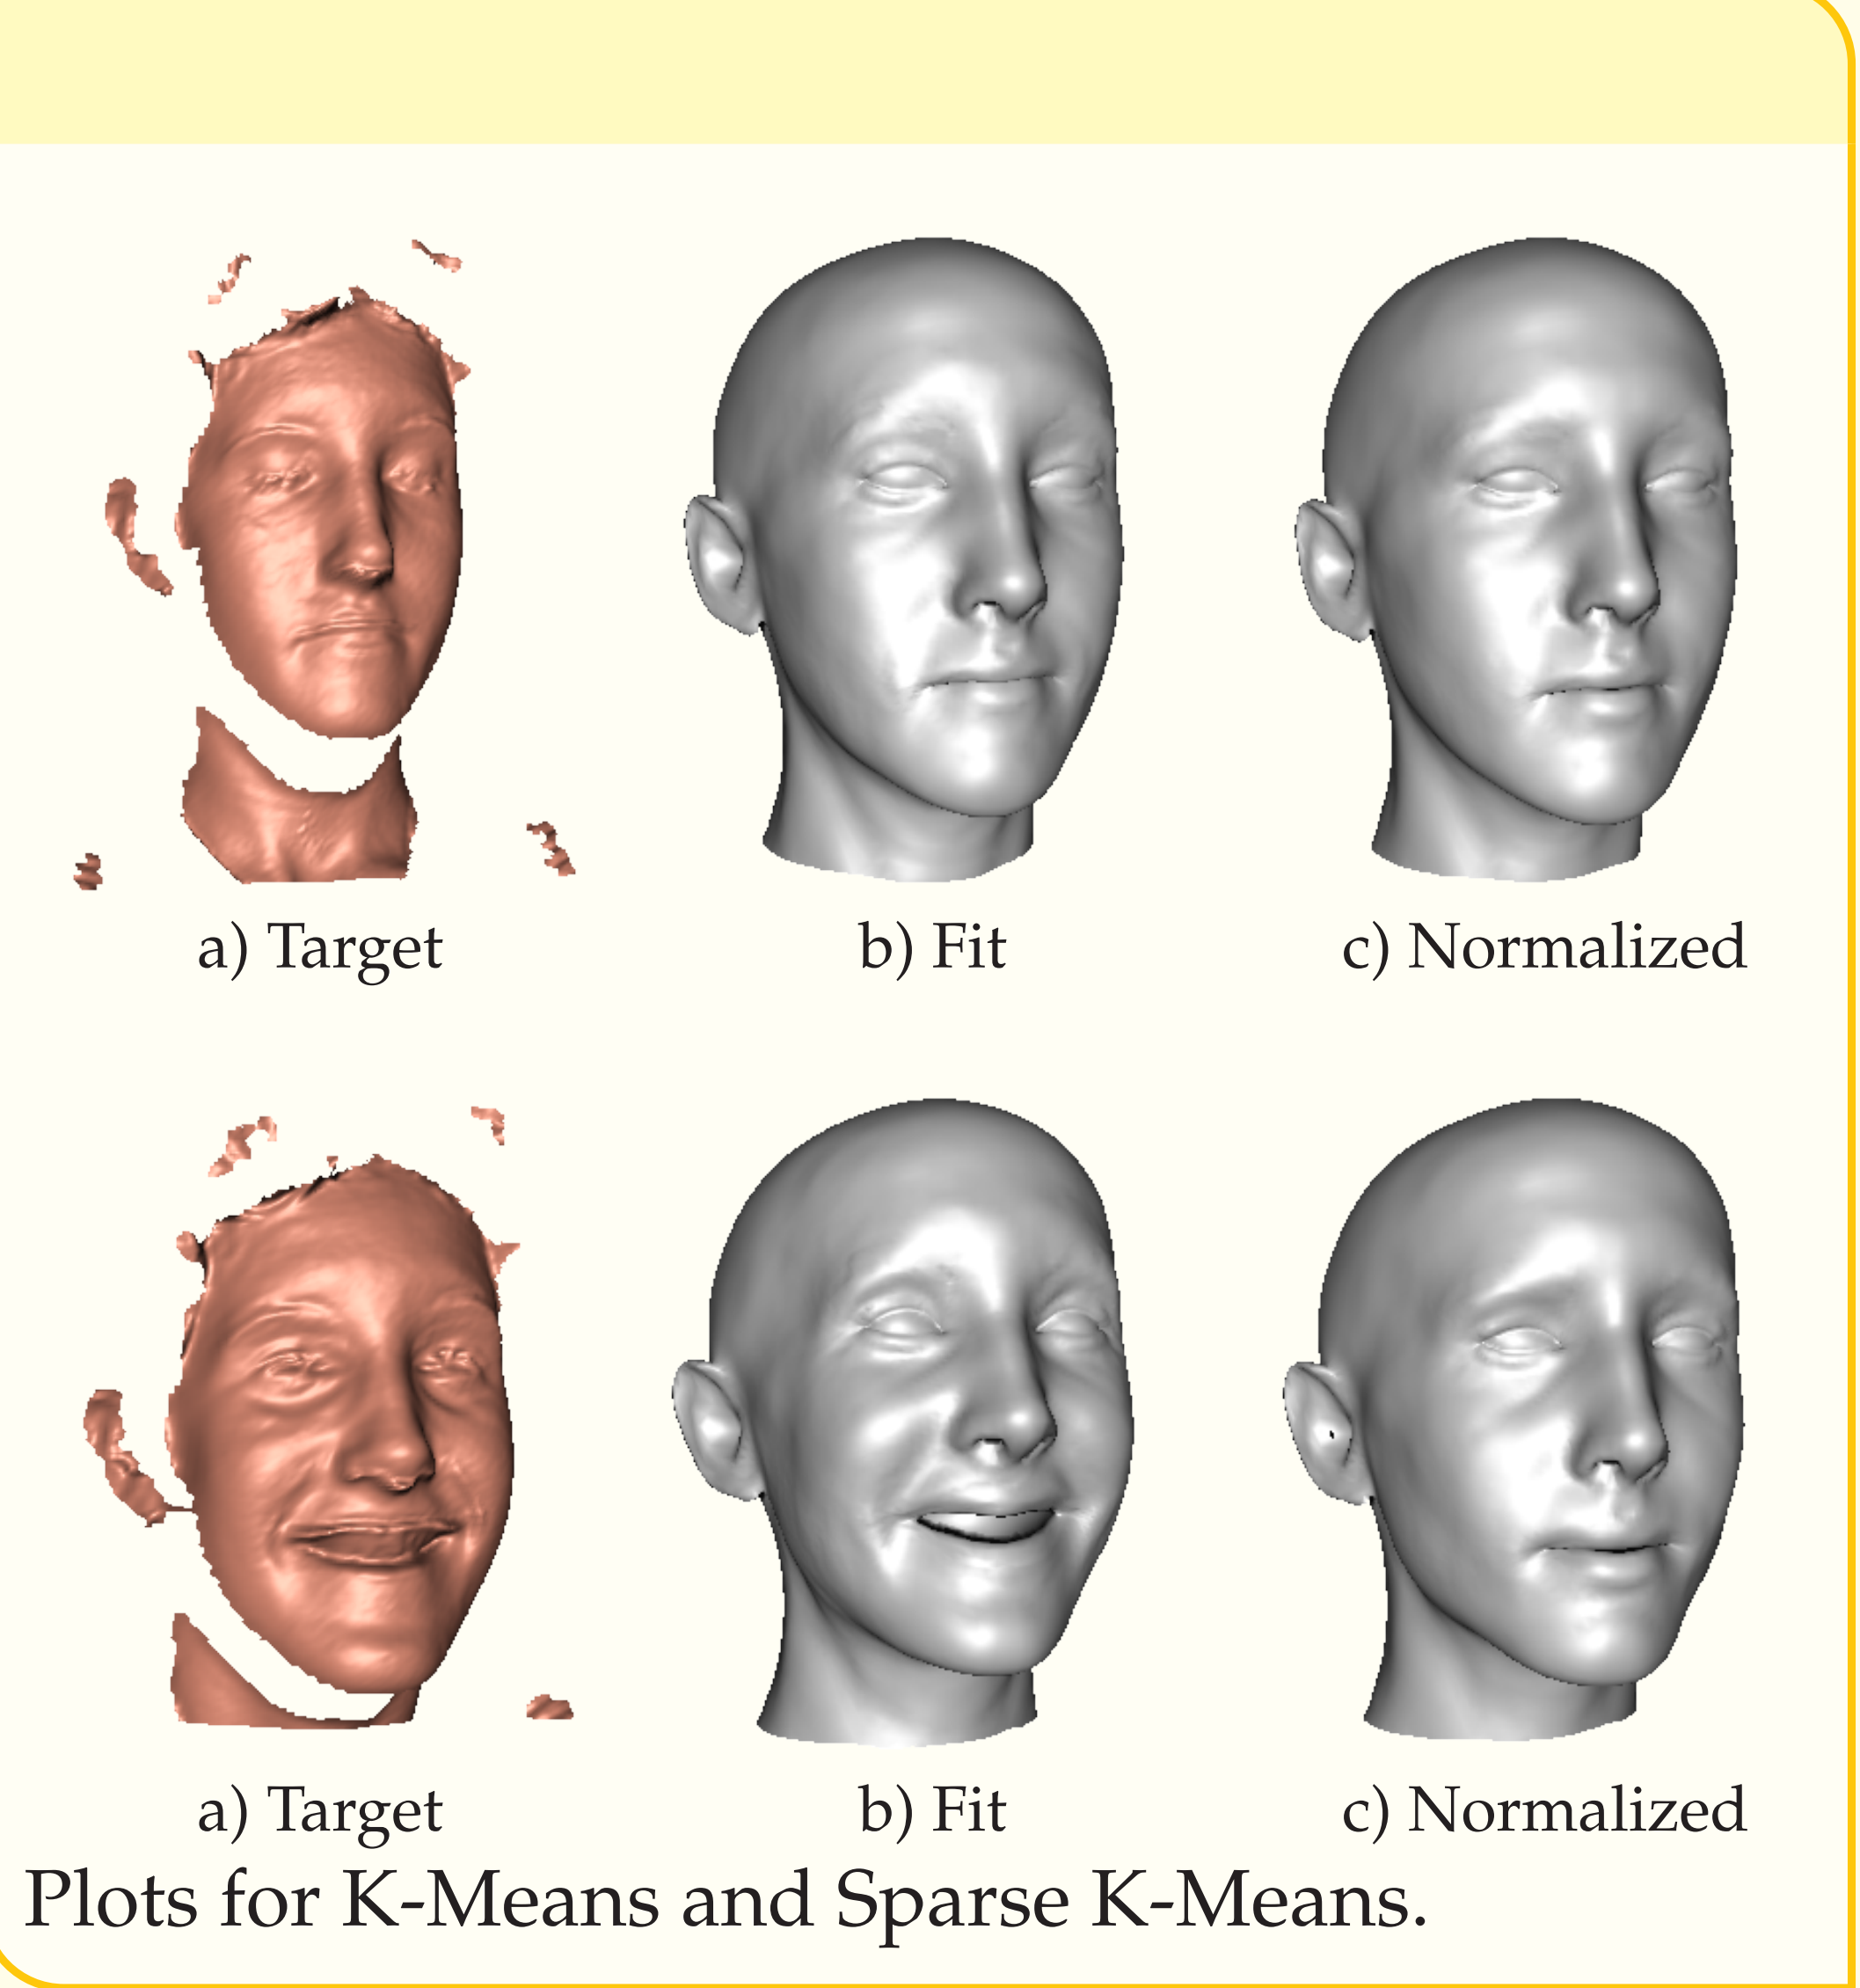 a) Target b) Fit c) Normalized
a) Target b) Fit c) Normalized
Plots for K-Means and Sparse K-Means.